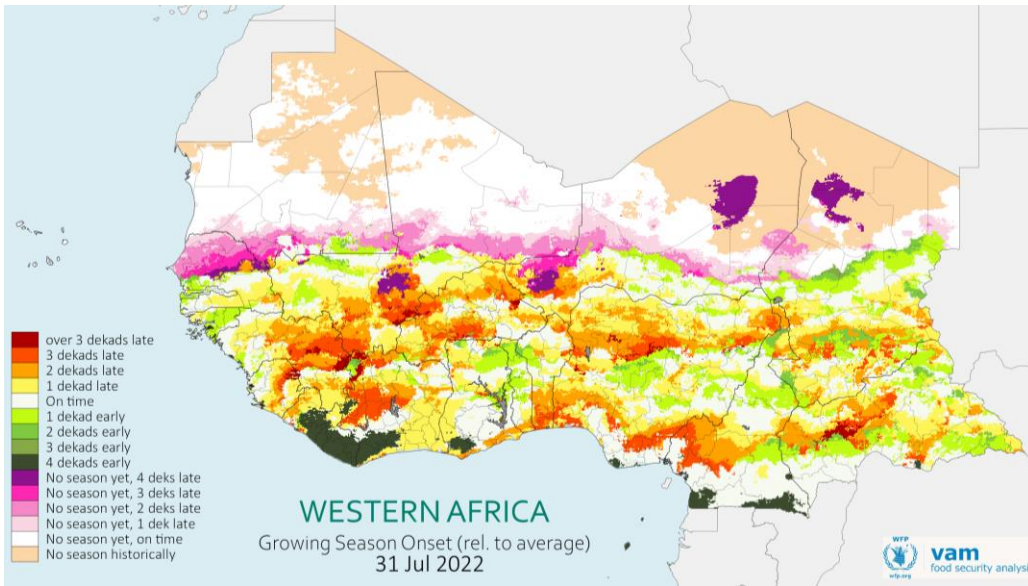 over 3 dekads late
3 dekads late
2 dekads late
1 dekad late
On time
1 dekad early
2 dekads early
3 dekads early
4 dekads early
No season yet, 4 deks late
No season yet, 3 deks late
No season yet, 2 deks late
No season yet, 1 dek late
No season yet, on time
No season historically
WESTERN AFRICA
Growing Season Onset (rel. to average)
31 Jul 2022
WFP
wfp.org
vam
food security analysis